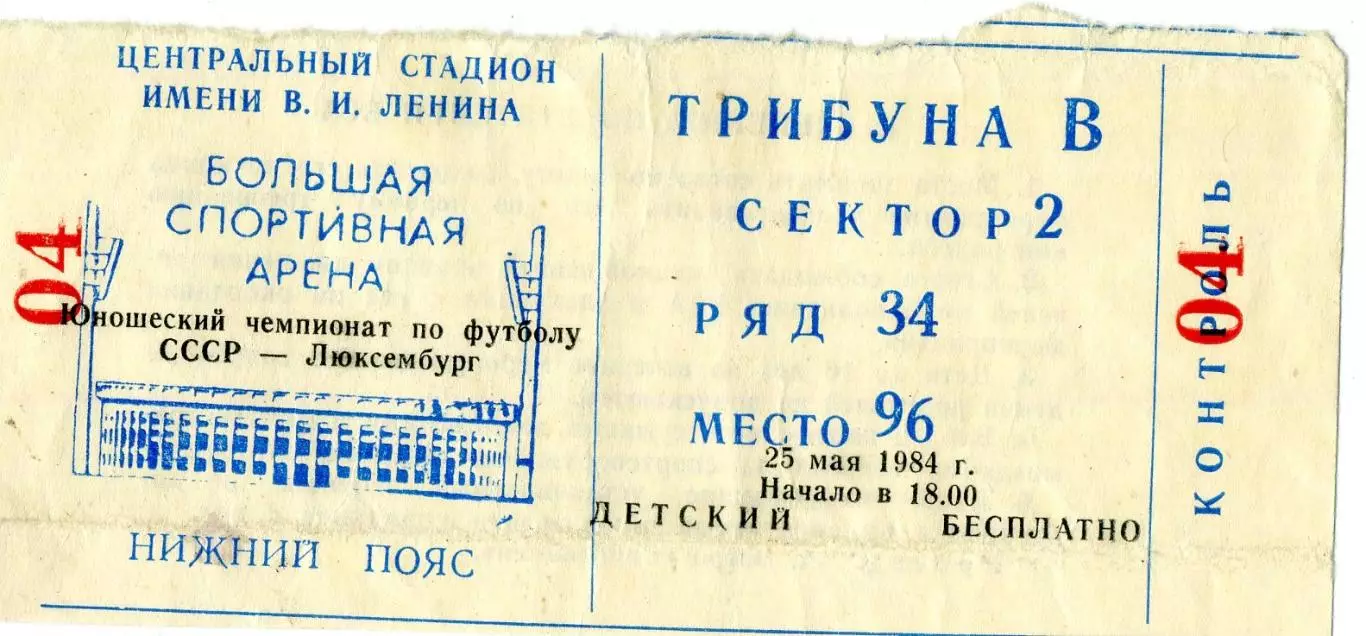 ЦЕНТРАЛЬНЫЙ СТАДИОН
ИМЕНИ В. И. ЛЕНИНА
БОЛЬШАЯ
СПОРТИВНАЯ
АРЕНА
04
Юношеский чемпионат по футболу
СССР — Люксембург
НИЖНИЙ ПОЯС
ТРИБУНА В
СЕКТОР 2
РЯД 34
МЕСТО 96
25 мая 1984 г.
Начало в 18.00
ДЕТСКИЙ БЕСПЛАТНО
КОНТРОЛЬ
04